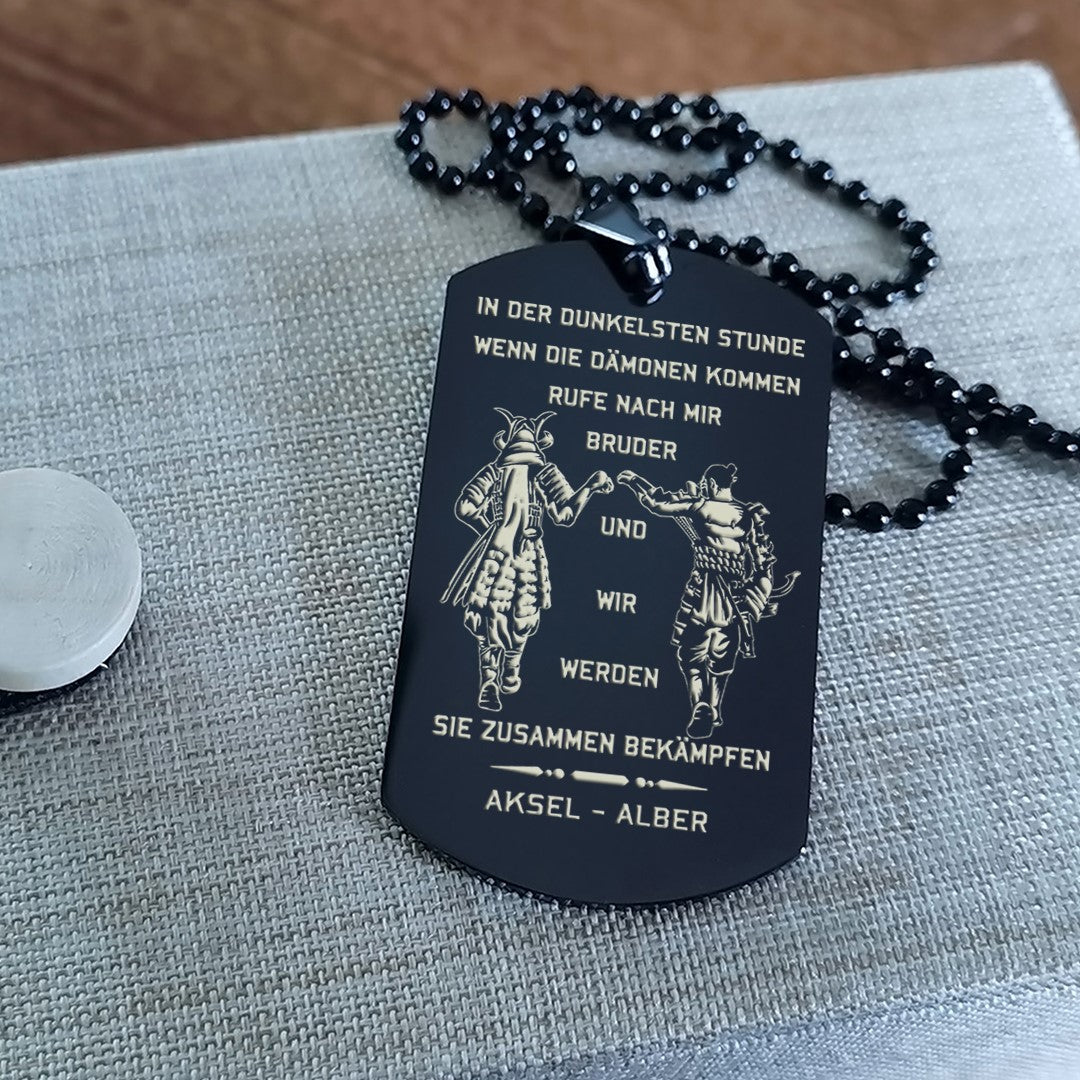 IN DER DUNKELSTEN STUNDE
WENN DIE DÄMONEN KOMMEN
RUFE NACH MIR
BRUDER
UND
WIR
WERDEN
SIE ZUSAMMEN BEKÄMPFEN
AKSEL – ALBER